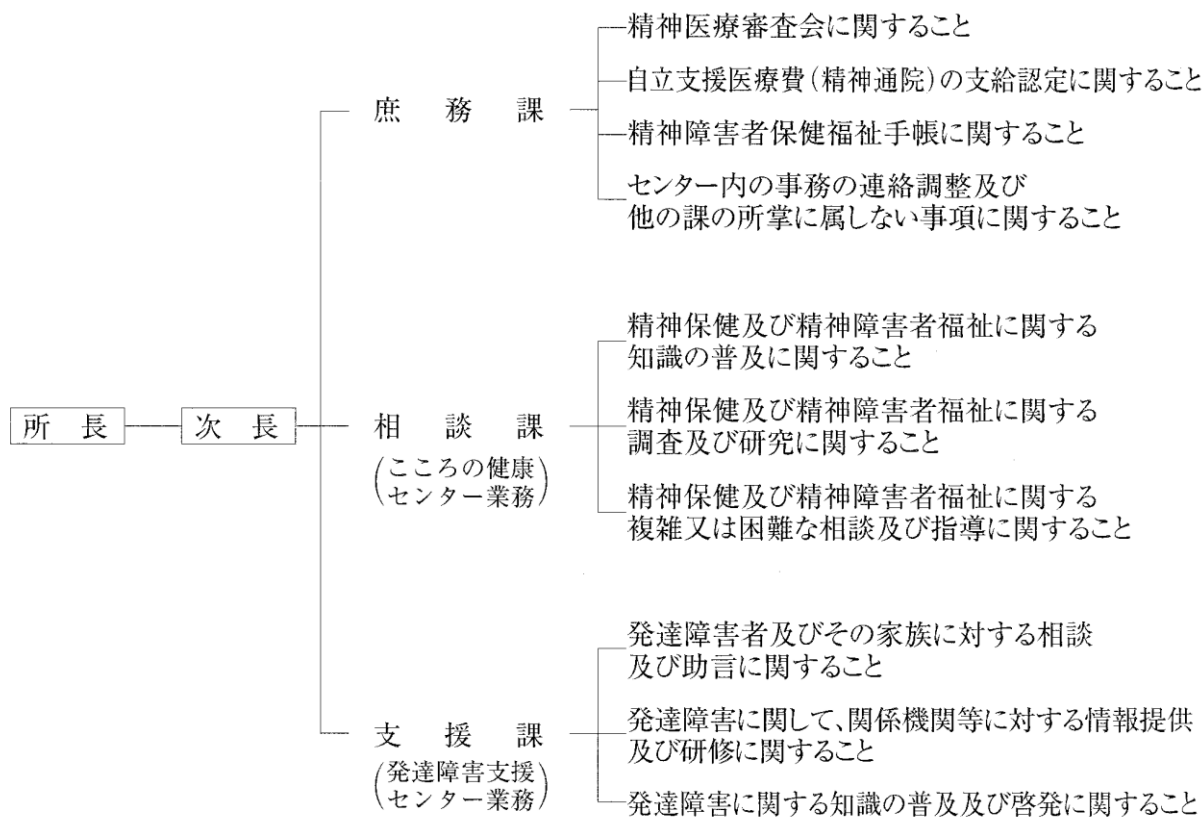 精神医療審査会に関すること
自立支援医療費(精神通院)の支給認定に関すること
庶務課
精神障害者保健福祉手帳に関すること
センター内の事務の連絡調整及び
他の課の所掌に属しない事項に関すること
精神保健及び精神障害者福祉に関する
知識の普及に関すること
所長
次長
相談課
(こころの健康
センター業務)
精神保健及び精神障害者福祉に関する
調査及び研究に関すること
精神保健及び精神障害者福祉に関する
複雑又は困難な相談及び指導に関すること
発達障害者及びその家族に対する相談
及び助言に関すること
支援課
(発達障害支援
センター業務)
発達障害に関して、関係機関等に対する情報提供
及び研修に関すること
発達障害に関する知識の普及及び啓発に関すること